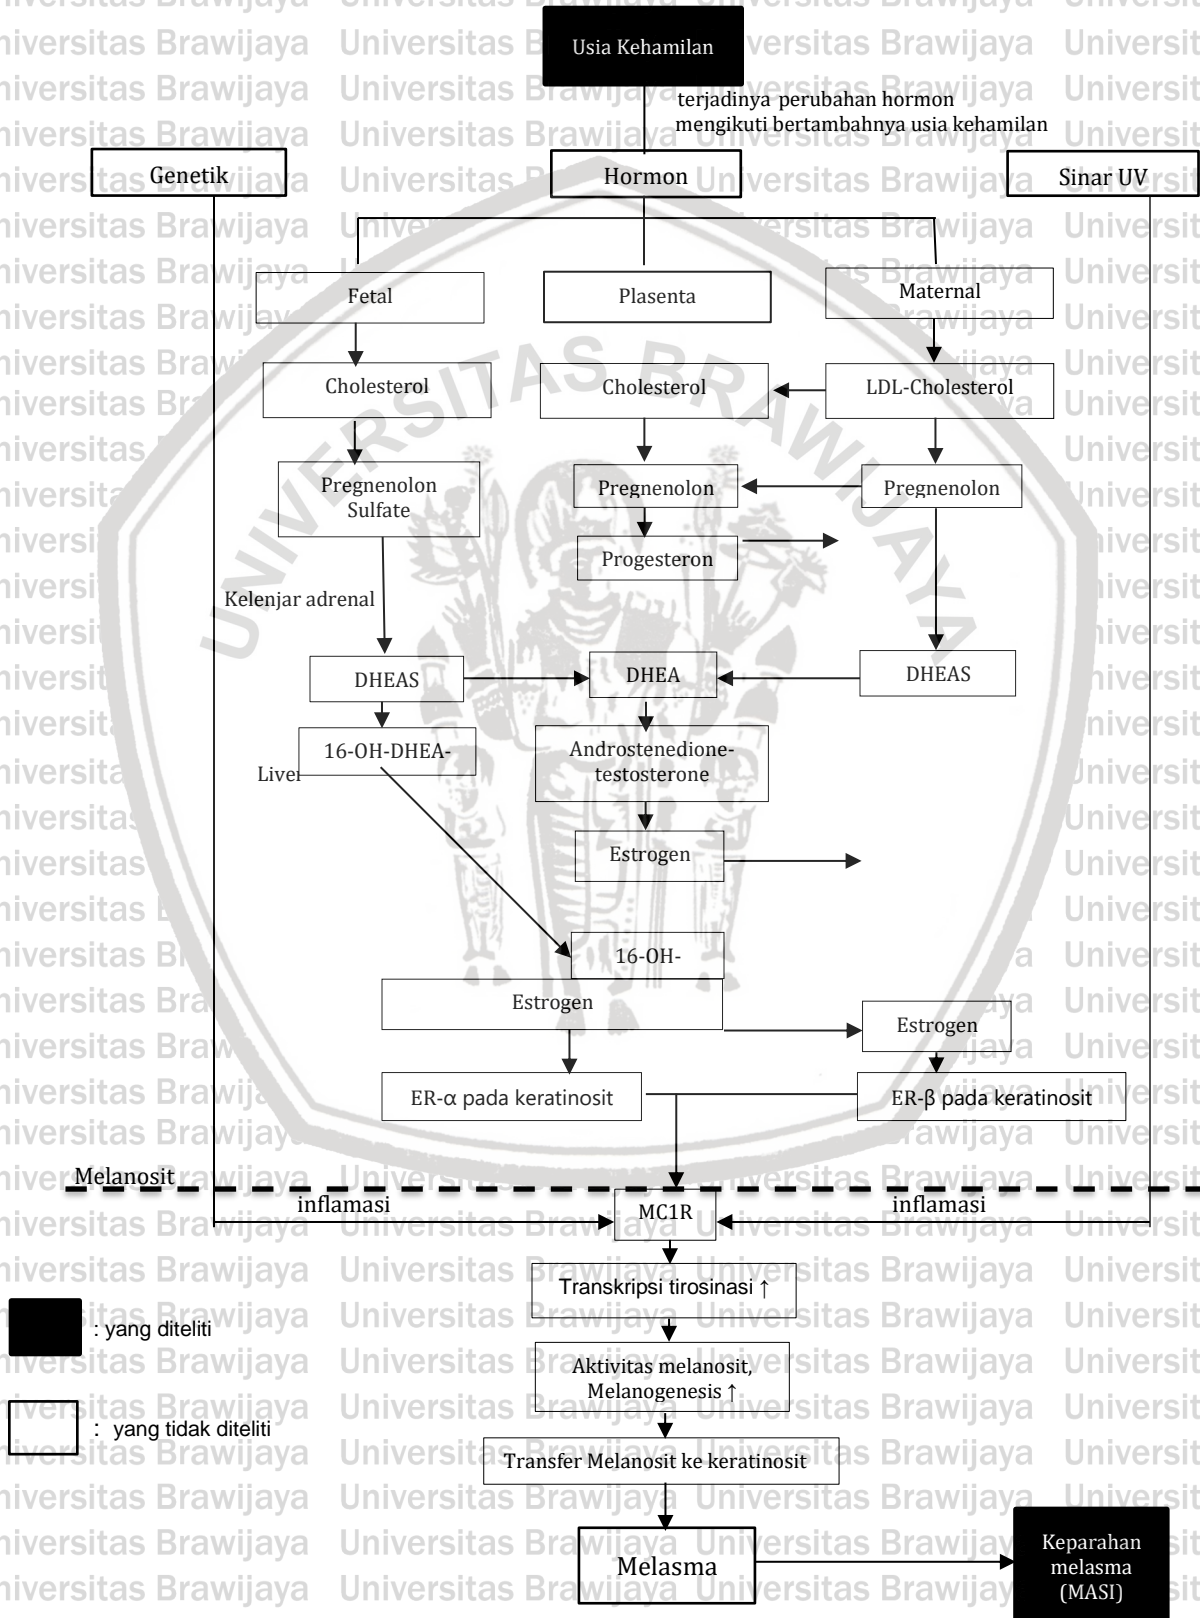 Usia Kehamilan
terjadinya perubahan hormon
mengikuti bertambahnya usia kehamilan
Genetik
Hormon
Sinar UV
Fetal
Plasenta
Maternal
Cholesterol
Cholesterol
LDL-Cholesterol
Pregnenolon
Sulfate
Pregnenolon
Pregnenolon
Progesteron
Kelenjar adrenal
DHEAS
DHEA
DHEAS
16-OH-DHEA-
Liver
Androstenedione-
testosterone
Estrogen
16-OH-
Estrogen
Estrogen
ER-α pada keratinosit
ER-β pada keratinosit
Melanosit
inflamasi
MC1R
inflamasi
Transkripsi tirosinasi ↑
: yang diteliti
Aktivitas melanosit,
Melanogenesis ↑
: yang tidak diteliti
Transfer Melanosit ke keratinosit
Melasma
Keparahan
melasma
(MASI)
UNIVERSITAS BRAWIJAYA